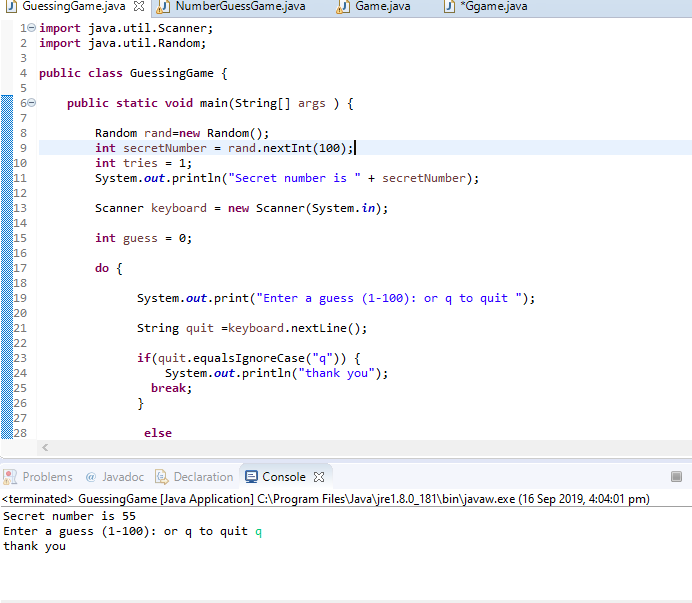 GuessingGame.java NumberGuessGame.java Game.java *Ggame.java
1 import java.util.Scanner;
2 import java.util.Random;
3
4 public class GuessingGame {
5
6 public static void main(String[] args ) {
7
8 Random rand=new Random();
9 int secretNumber = rand.nextInt(100);
10 int tries = 1;
11 System.out.println("Secret number is " + secretNumber);
12
13 Scanner keyboard = new Scanner(System.in);
14
15 int guess = 0;
16
17 do {
18
19 System.out.print("Enter a guess (1-100): or q to quit ");
20
21 String quit =keyboard.nextLine();
22
23 if(quit.equalsIgnoreCase("q")) {
24 System.out.println("thank you");
25 break;
26 }
27
28 else
Problems @ Javadoc Declaration Console
<terminated> GuessingGame [Java Application] C:\Program Files\Java\jre1.8.0_181\bin\javaw.exe (16 Sep 2019, 4:04:01 pm)
Secret number is 55
Enter a guess (1-100): or q to quit q
thank you